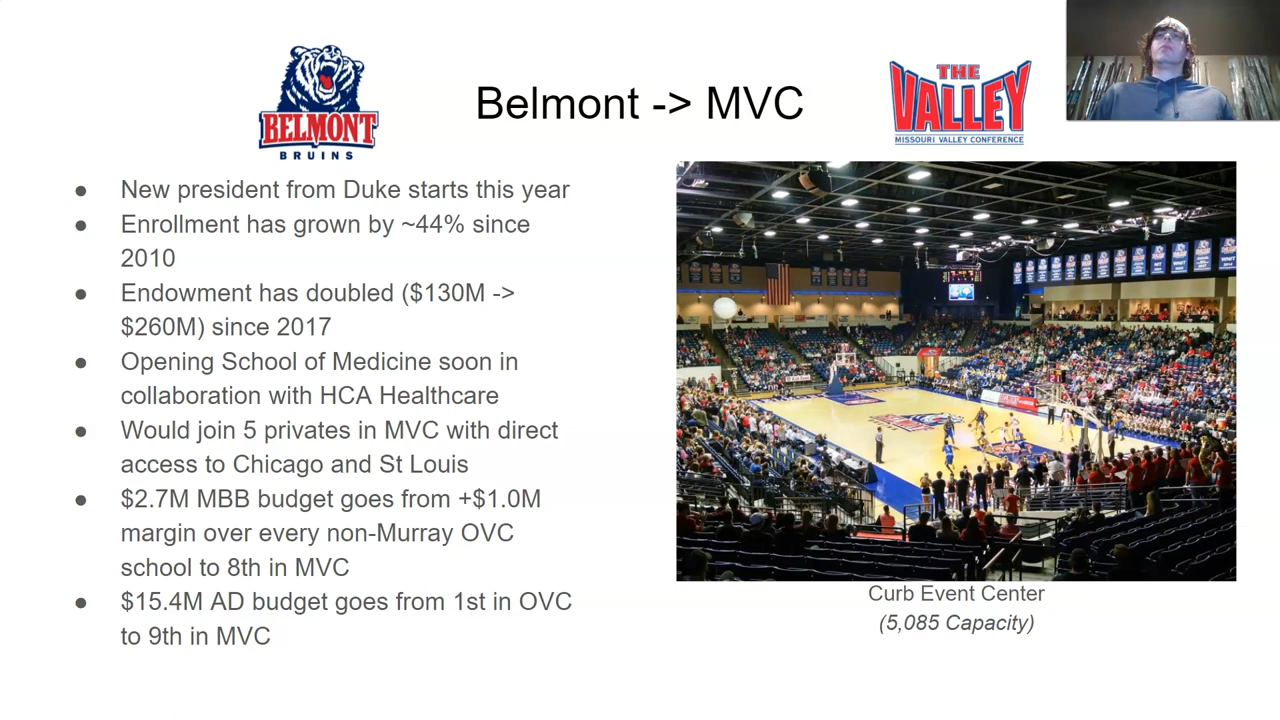 BELMONT
BRUINS
Belmont -> MVC
THE
VALLEY
MISSOURI VALLEY CONFERENCE
● New president from Duke starts this year
● Enrollment has grown by ~44% since
2010
● Endowment has doubled ($130M ->
$260M) since 2017
● Opening School of Medicine soon in
collaboration with HCA Healthcare
● Would join 5 privates in MVC with direct
access to Chicago and St Louis
● $2.7M MBB budget goes from +$1.0M
margin over every non-Murray OVC
school to 8th in MVC
● $15.4M AD budget goes from 1st in OVC
to 9th in MVC
Curb Event Center
(5,085 Capacity)